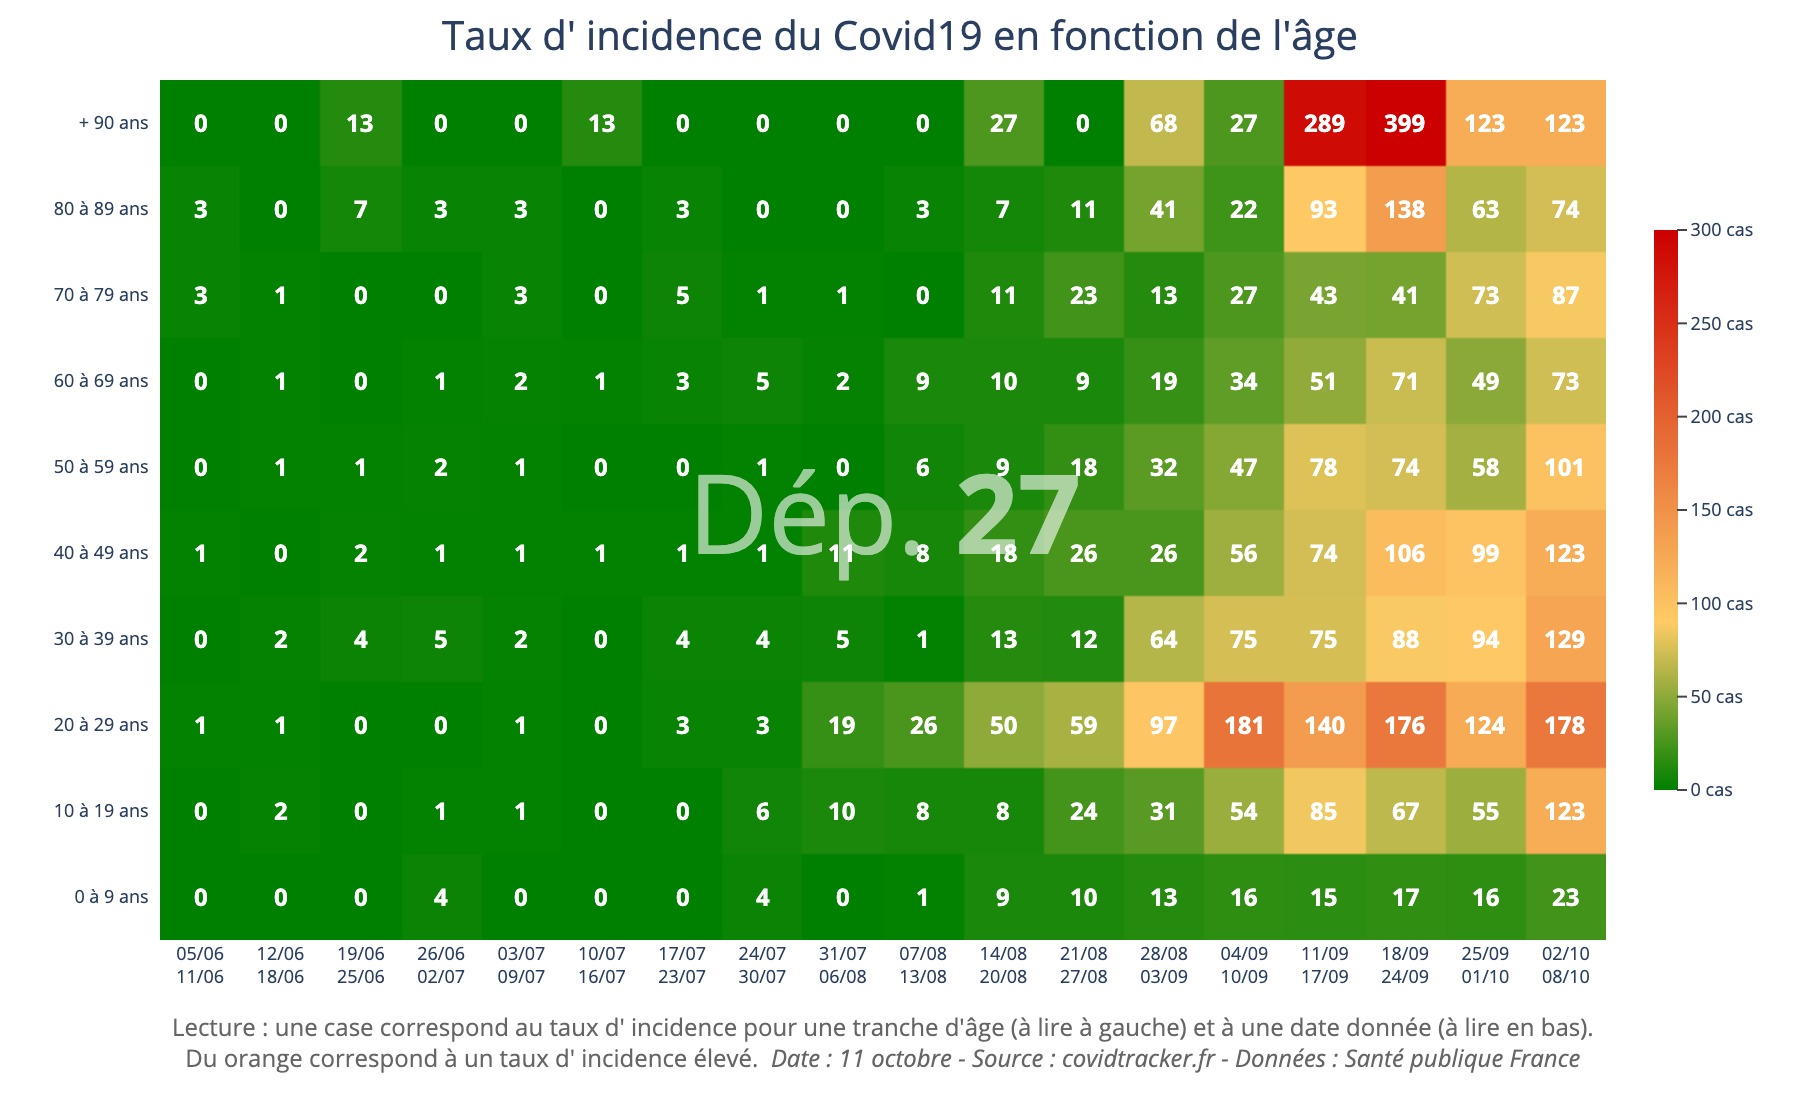 Taux d' incidence du Covid19 en fonction de l'âge
+ 90 ans 0 0 13 0 0 13 0 0 0 0 27 0 68 27 289 399 123 123
80 à 89 ans 3 0 7 3 3 0 3 0 0 3 7 11 41 22 93 138 63 74
70 à 79 ans 3 1 0 0 3 0 5 1 1 0 11 23 13 27 43 41 73 87
60 à 69 ans 0 1 0 1 2 1 3 5 2 9 10 9 19 34 51 71 49 73
50 à 59 ans 0 1 1 2 1 0 0 1 0 6 9 18 32 47 78 74 58 101
Dép. 27
40 à 49 ans 1 0 2 1 1 1 1 1 11 8 18 26 26 56 74 106 99 123
30 à 39 ans 0 2 4 5 2 0 4 4 5 1 13 12 64 75 75 88 94 129
20 à 29 ans 1 1 0 0 1 0 3 3 19 26 50 59 97 181 140 176 124 178
10 à 19 ans 0 2 0 1 1 0 0 6 10 8 8 24 31 54 85 67 55 123
0 à 9 ans 0 0 0 4 0 0 0 4 0 1 9 10 13 16 15 17 16 23
05/06 12/06 19/06 26/06 03/07 10/07 17/07 24/07 31/07 07/08 14/08 21/08 28/08 04/09 11/09 18/09 25/09 02/10
11/06 18/06 25/06 02/07 09/07 16/07 23/07 30/07 06/08 13/08 20/08 27/08 03/09 10/09 17/09 24/09 01/10 08/10
300 cas
250 cas
200 cas
150 cas
100 cas
50 cas
0 cas
Lecture : une case correspond au taux d' incidence pour une tranche d'âge (à lire à gauche) et à une date donnée (à lire en bas).
Du orange correspond à un taux d' incidence élevé. Date : 11 octobre - Source : covidtracker.fr - Données : Santé publique France